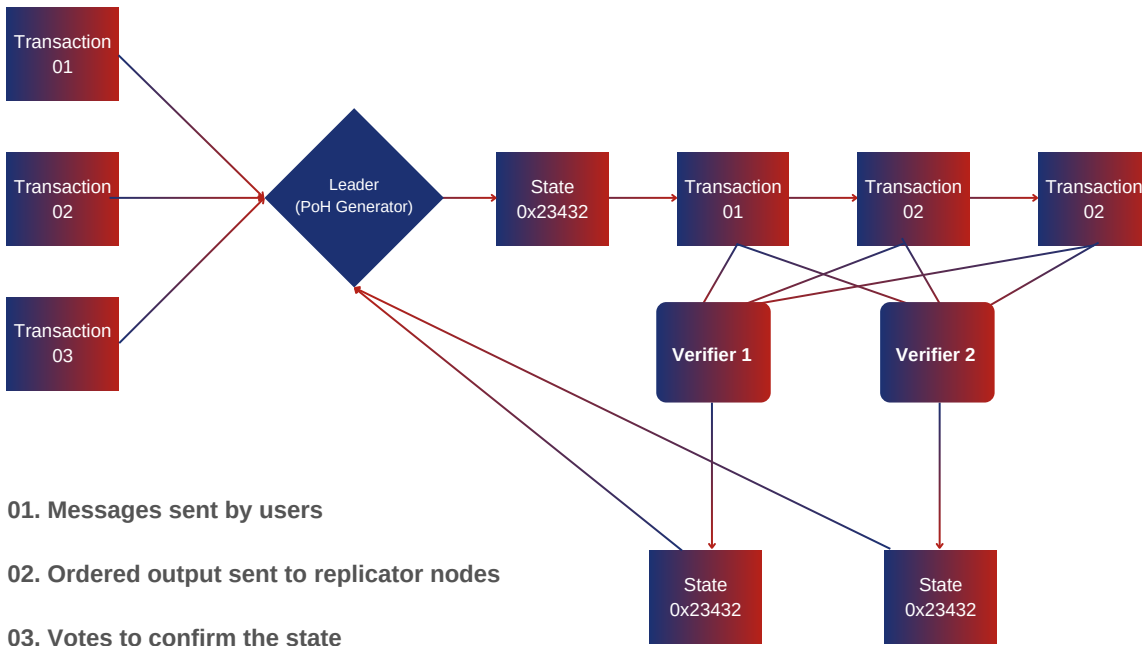 Transaction
01
Transaction
02
Transaction
03
Leader
(PoH Generator)
State
0x23432
Transaction
01
Transaction
02
Transaction
02
Verifier 1
Verifier 2
State
0x23432
State
0x23432
01. Messages sent by users
02. Ordered output sent to replicator nodes
03. Votes to confirm the state